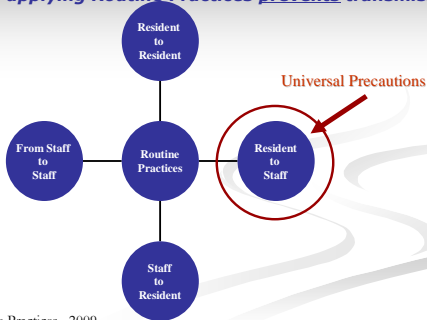 applying Routine Practices prevents
Resident
to
Resident
Universal Precautions
From Staff
to
Staff
Routine
Practices
Resident
to
Staff
Staff
to
Resident
Practices - 2009